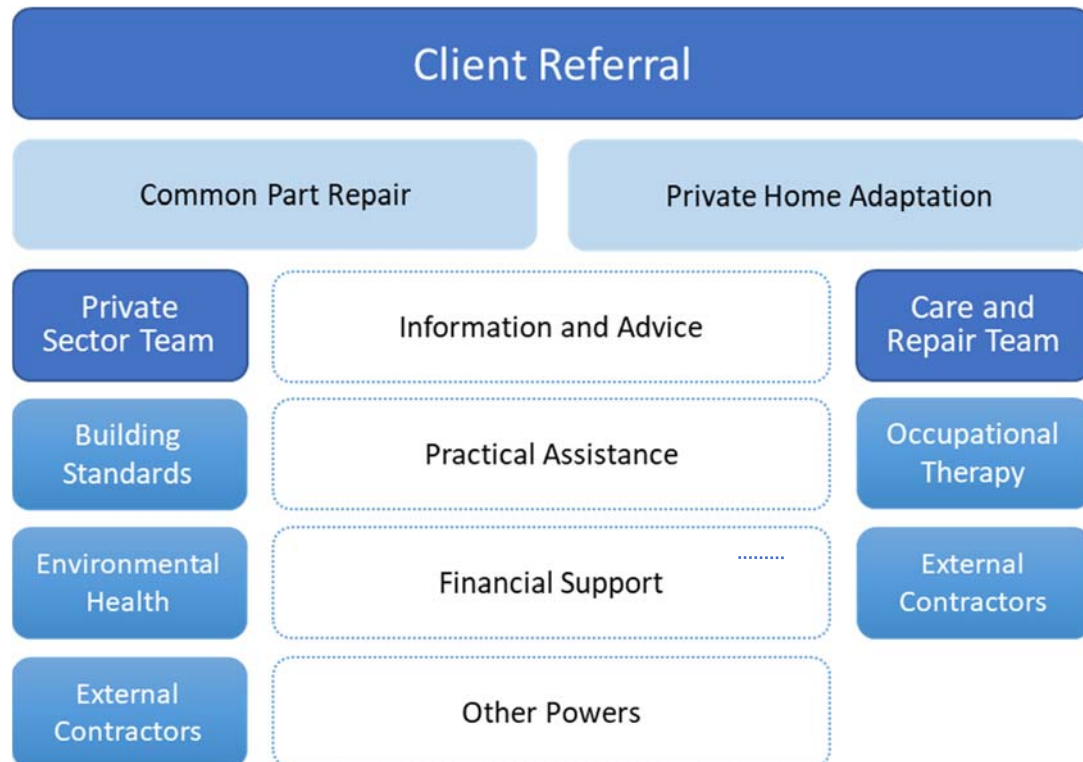 Client Referral
Common Part Repair
Private Home Adaptation
Private
Sector Team
Information and Advice
Care and
Repair Team
Building
Standards
Practical Assistance
Occupational
Therapy
Environmental
Health
Financial Support
External
Contractors
External
Contractors
Other Powers